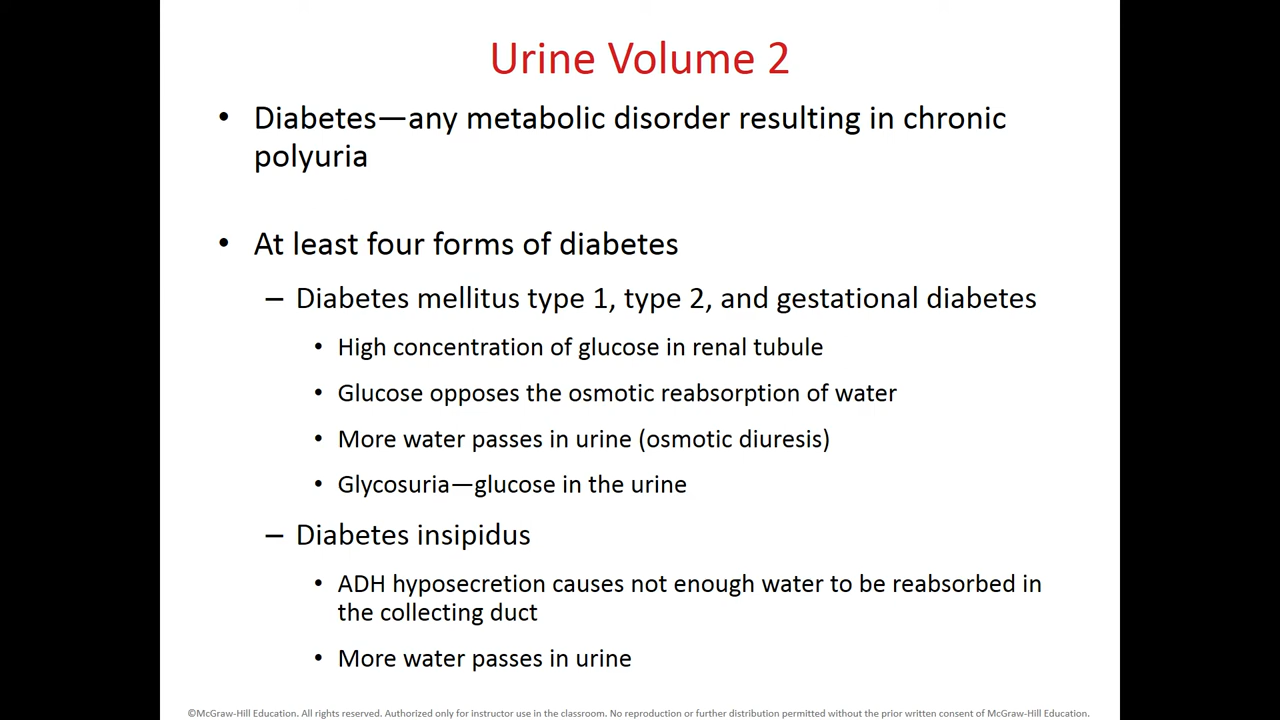 Urine Volume 2
• Diabetes—any metabolic disorder resulting in chronic
polyuria
• At least four forms of diabetes
– Diabetes mellitus type 1, type 2, and gestational diabetes
• High concentration of glucose in renal tubule
• Glucose opposes the osmotic reabsorption of water
• More water passes in urine (osmotic diuresis)
• Glycosuria—glucose in the urine
– Diabetes insipidus
• ADH hyposecretion causes not enough water to be reabsorbed in
the collecting duct
• More water passes in urine
©McGraw-Hill Education. All rights reserved. Authorized only for instructor use in the classroom. No reproduction or further distribution permitted without the prior written consent of McGraw-Hill Education.